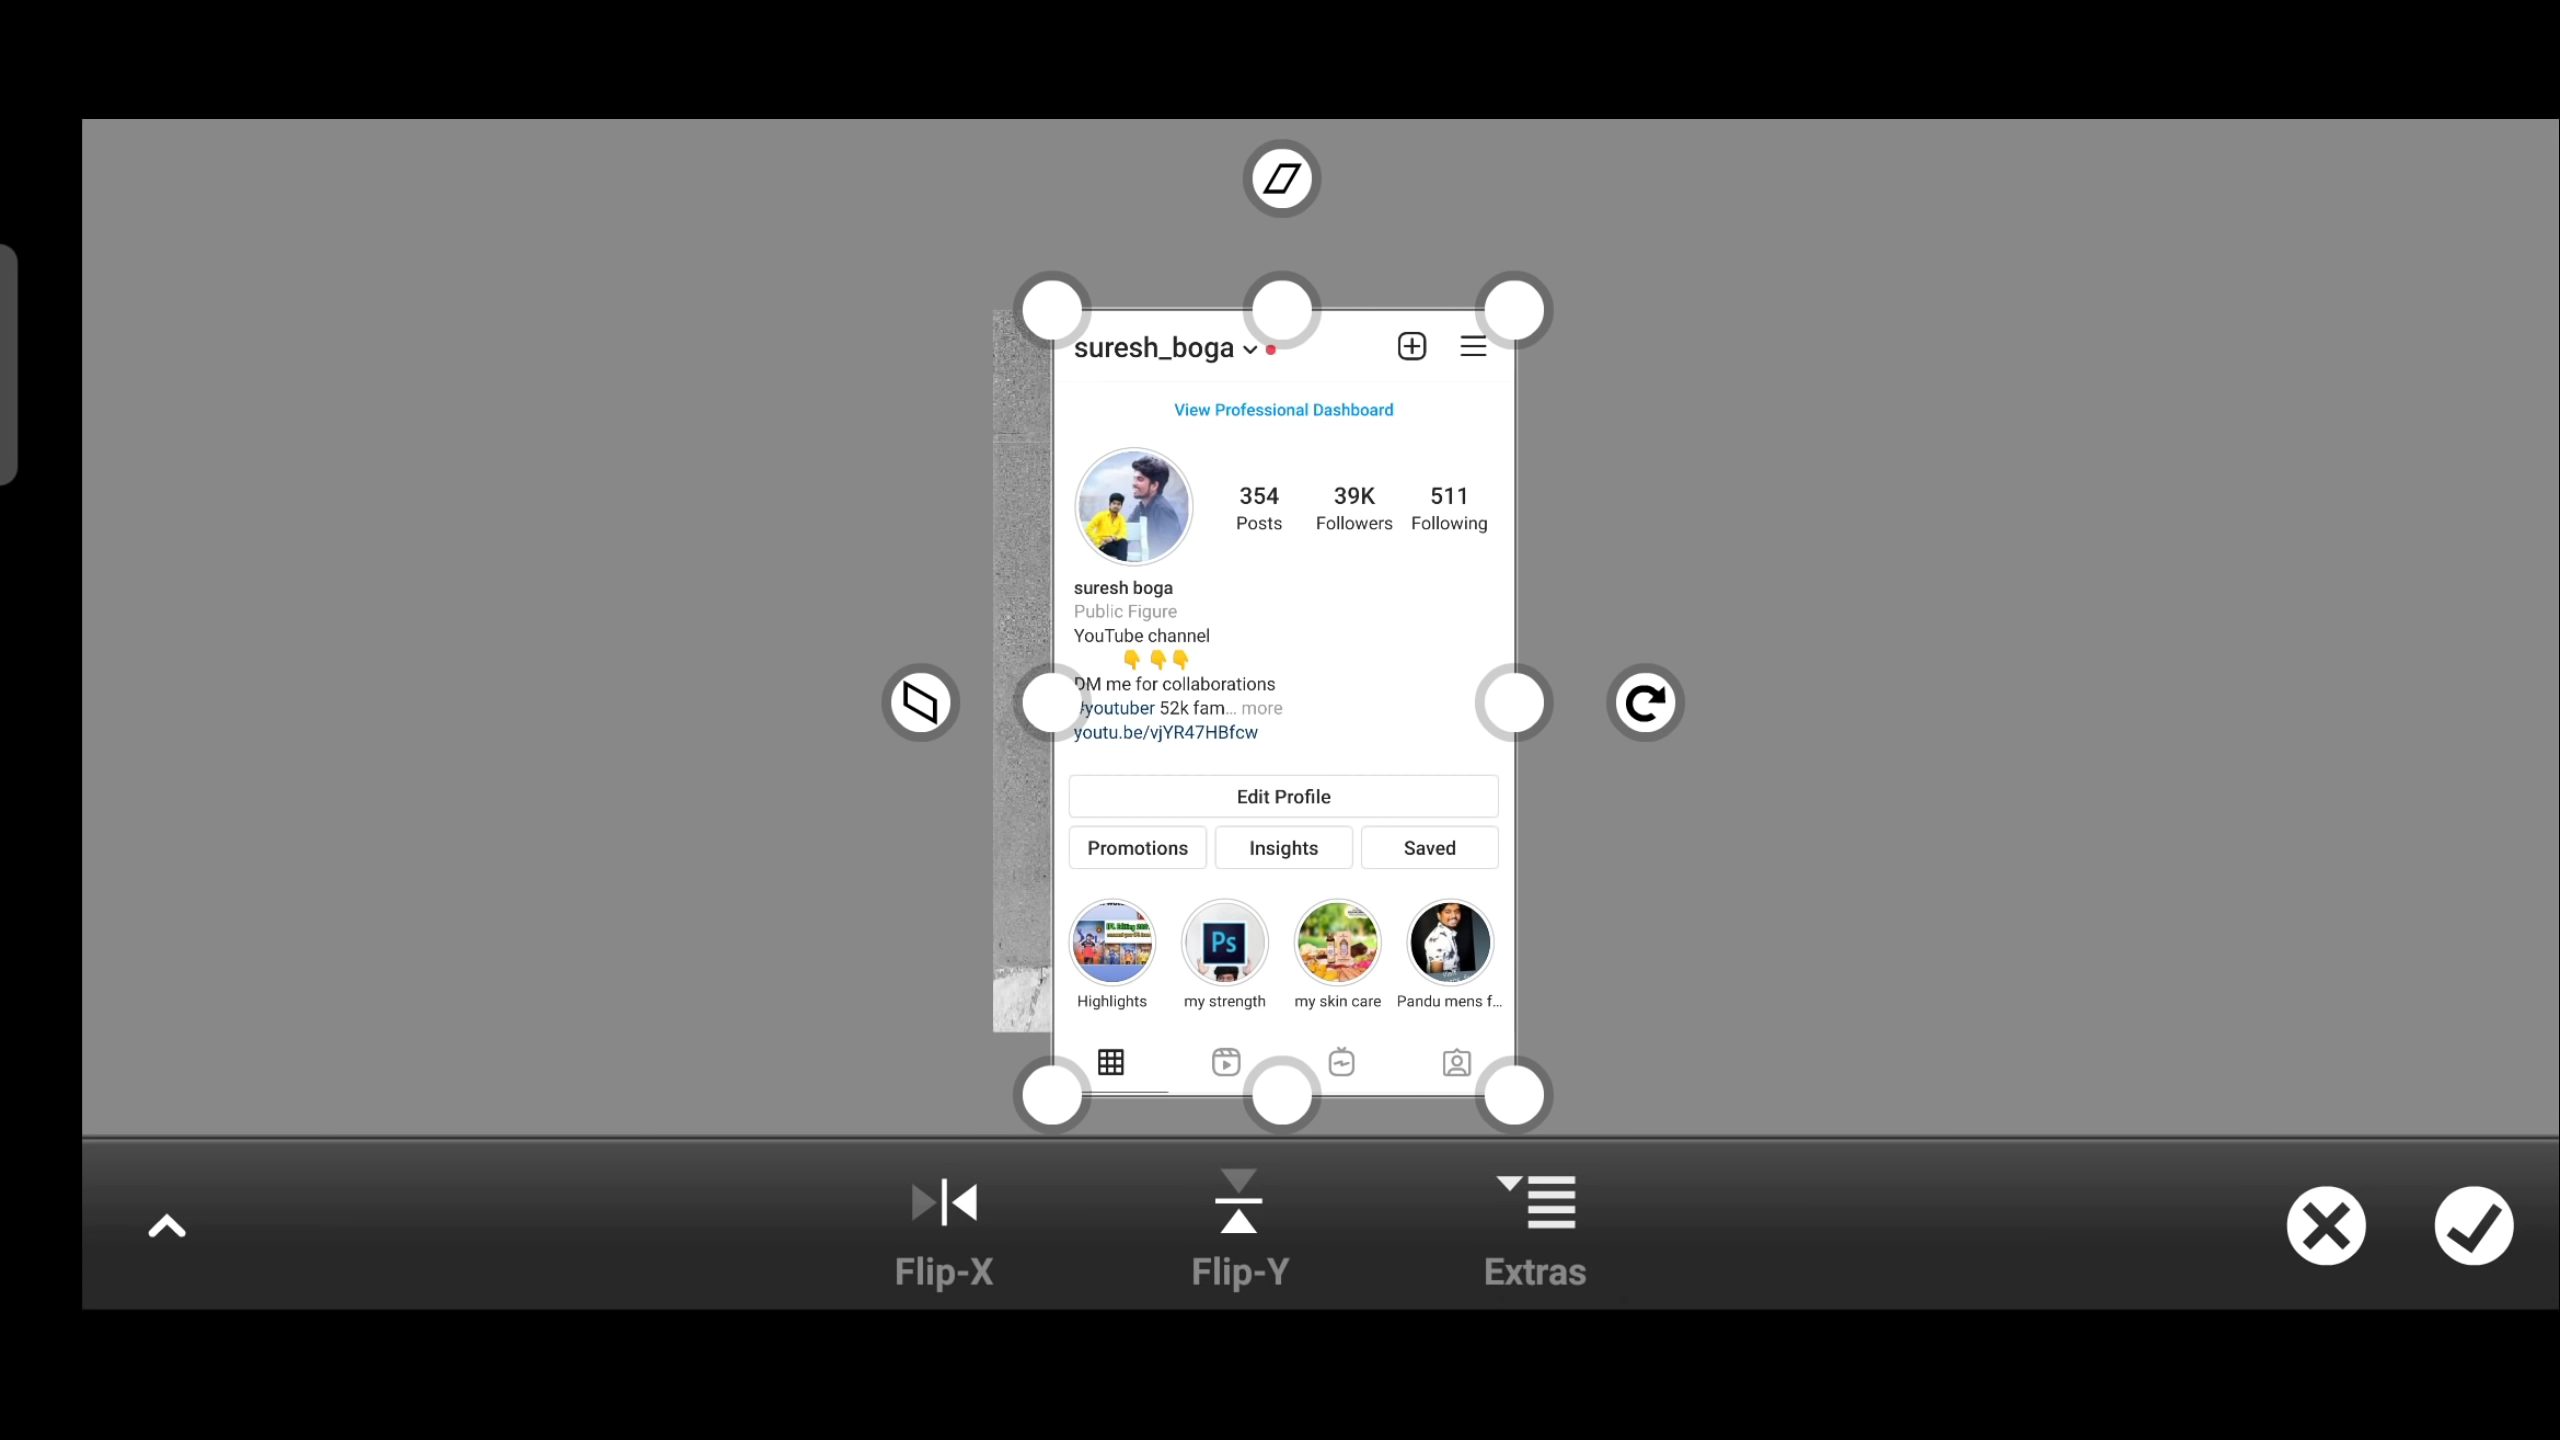 suresh_boga
View Professional Dashboard
354 39K 511
Posts Followers Following
suresh boga
Public Figure
YouTube channel
👇👇👇
DM me for collaborations
#youtuber 52k fam... more
youtu.be/vjYR47HBfcw
Edit Profile
Promotions Insights Saved
Ps
Highlights my strength my skin care Pandu mens f...
Flip-X Flip-Y Extras